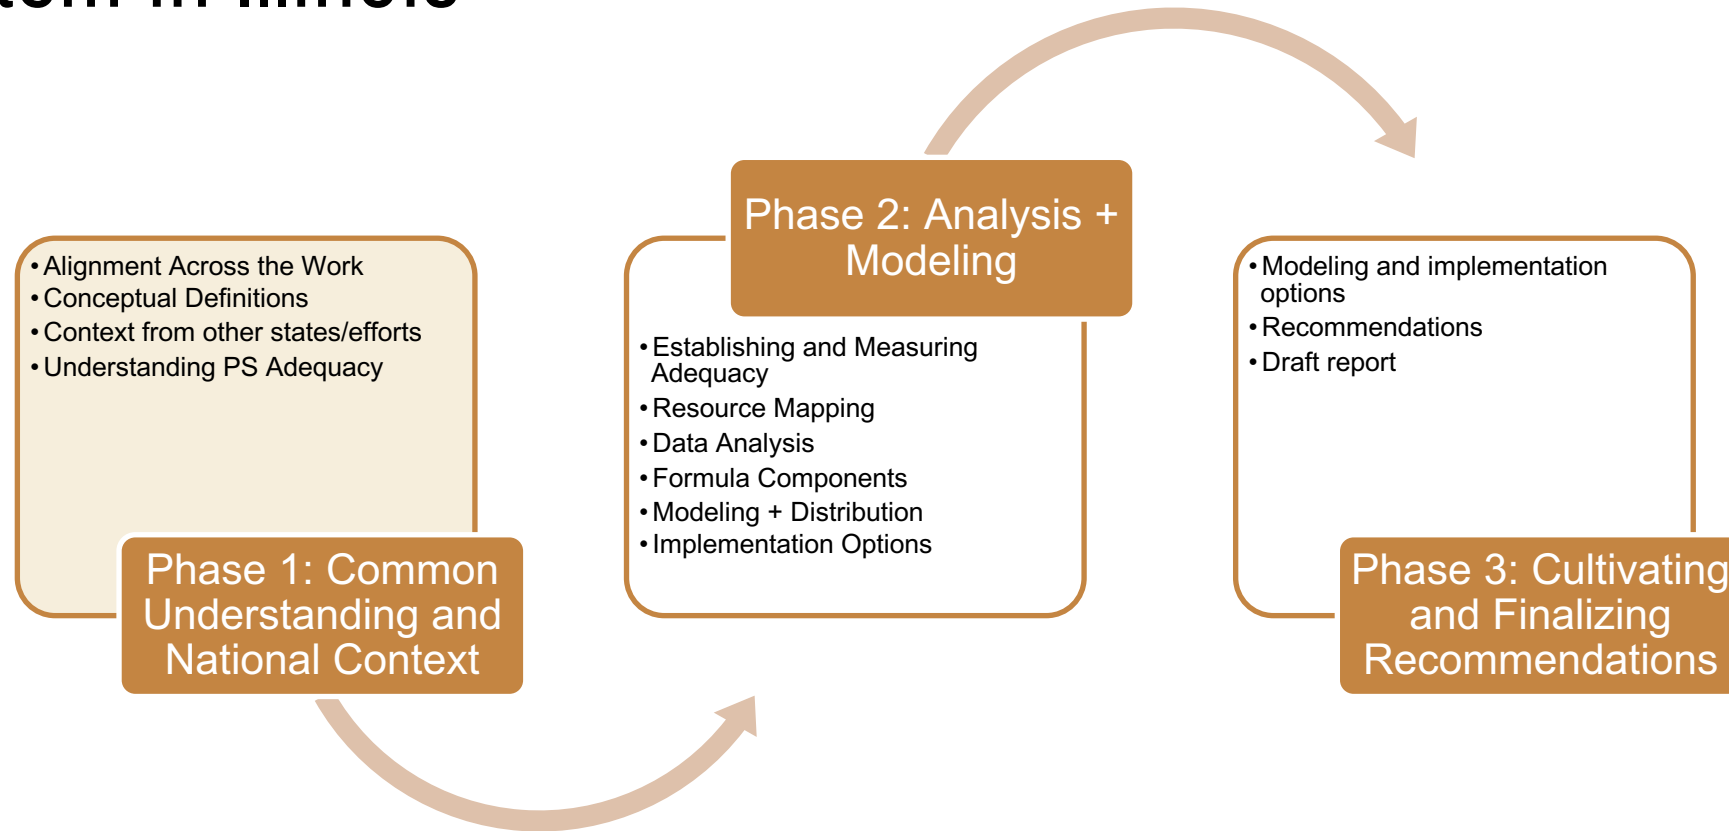 in Illinois
• Alignment Across the Work
• Conceptual Definitions
• Context from other states/efforts
• Understanding PS Adequacy
Phase 1: Common
Understanding and
National Context
Phase 2: Analysis +
Modeling
• Establishing and Measuring
Adequacy
• Resource Mapping
• Data Analysis
• Formula Components
• Modeling + Distribution
• Implementation Options
• Modeling and implementation
options
• Recommendations
• Draft report
Phase 3: Cultivating
and Finalizing
Recommendations